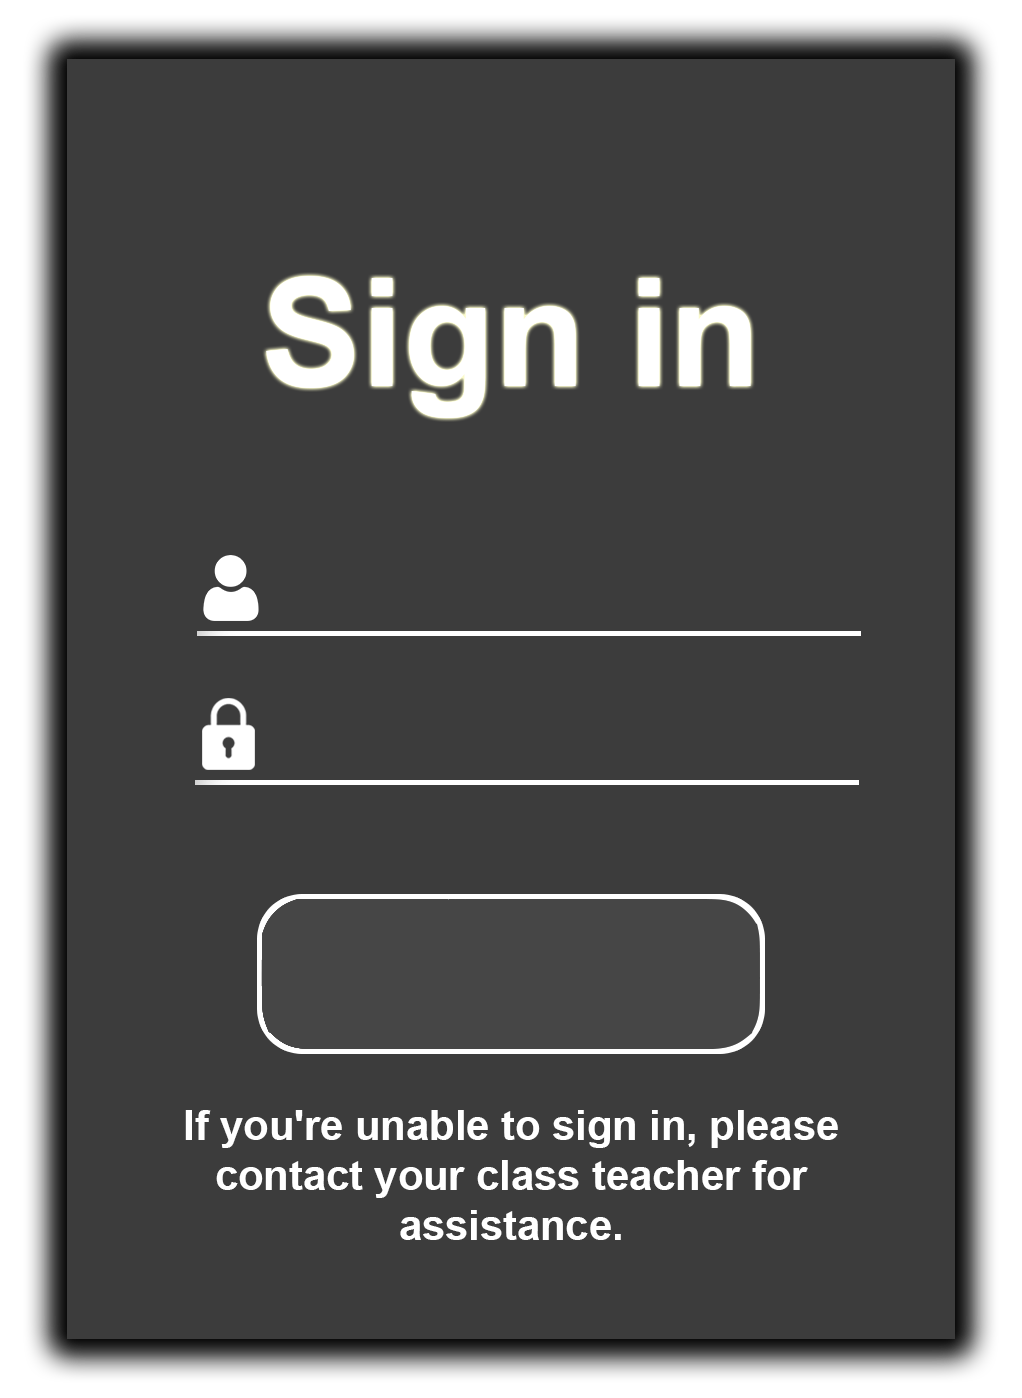 Sign in
If you're unable to sign in, please
contact your class teacher for
assistance.